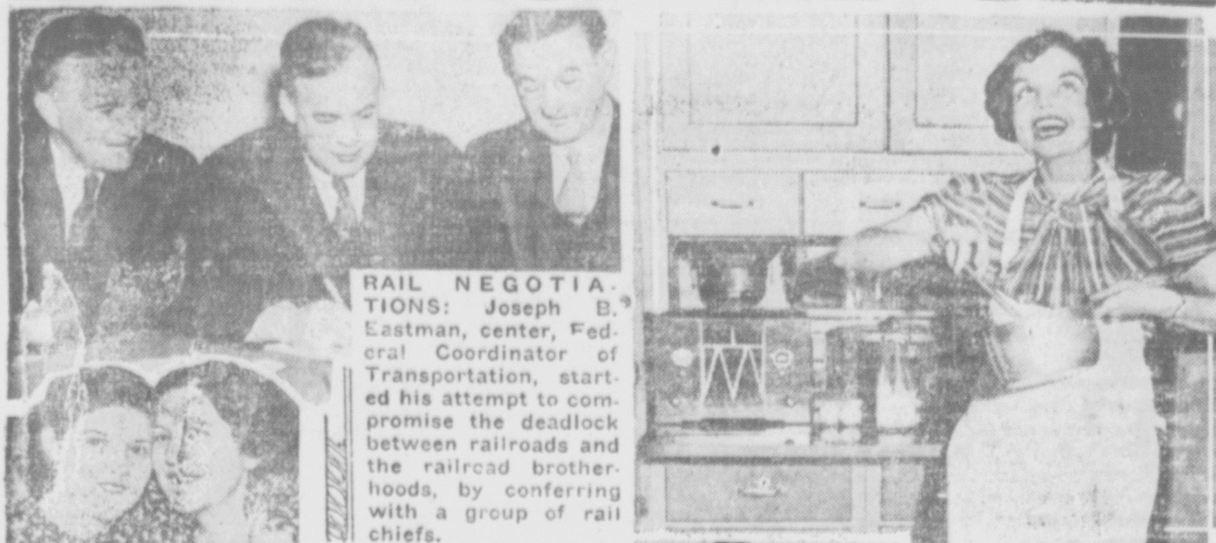 RAIL NEGOTIA-
TIONS: Joseph B.
Eastman, center, Fed-
eral Coordinator of
Transportation, start-
ed his attempt to com-
promise the deadlock
between railroads and
the railroad brother-
hoods, by conferring
with a group of rail
chiefs.